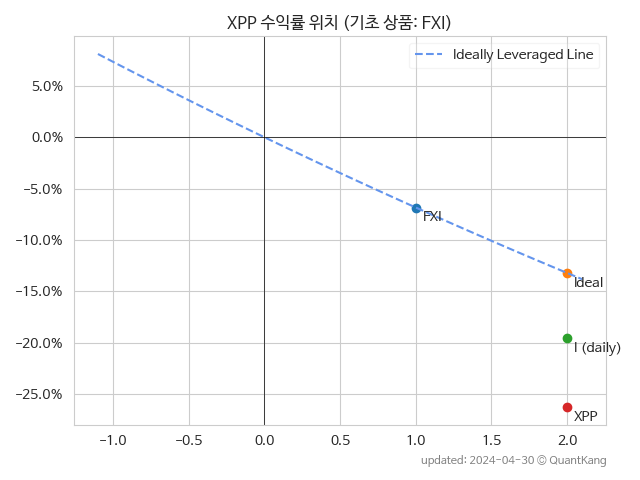 XPP 수익률 위치 (기초 상품: FXI)
Ideally Leveraged Line
5.0%
0.0%
−5.0%
−10.0%
−15.0%
−20.0%
−25.0%
FXI
Ideal
I (daily)
XPP
−1.0 −0.5 0.0 0.5 1.0 1.5 2.0
updated: 2024-04-30 © QuantKang